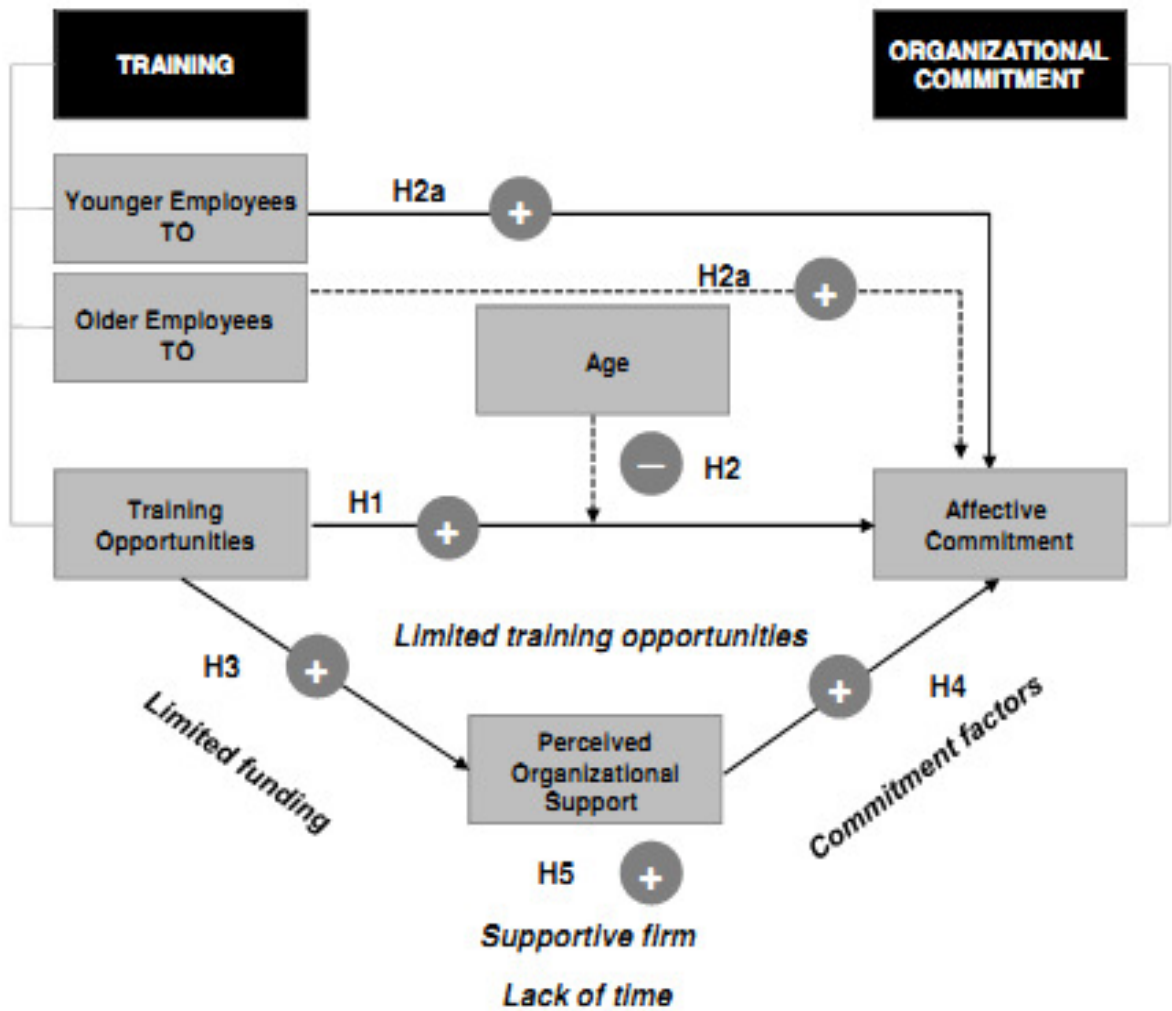 TRAINING
ORGANIZATIONAL
COMMITMENT
Younger Employees
TO
H2a
+
Older Employees
TO
H2a
+
Age
−
H2
Training
Opportunities
H1
+
Affective
Commitment
Limited training opportunities
H3
+
+
H4
Limited funding
Commitment factors
Perceived
Organizational
Support
H5
+
Supportive firm
Lack of time